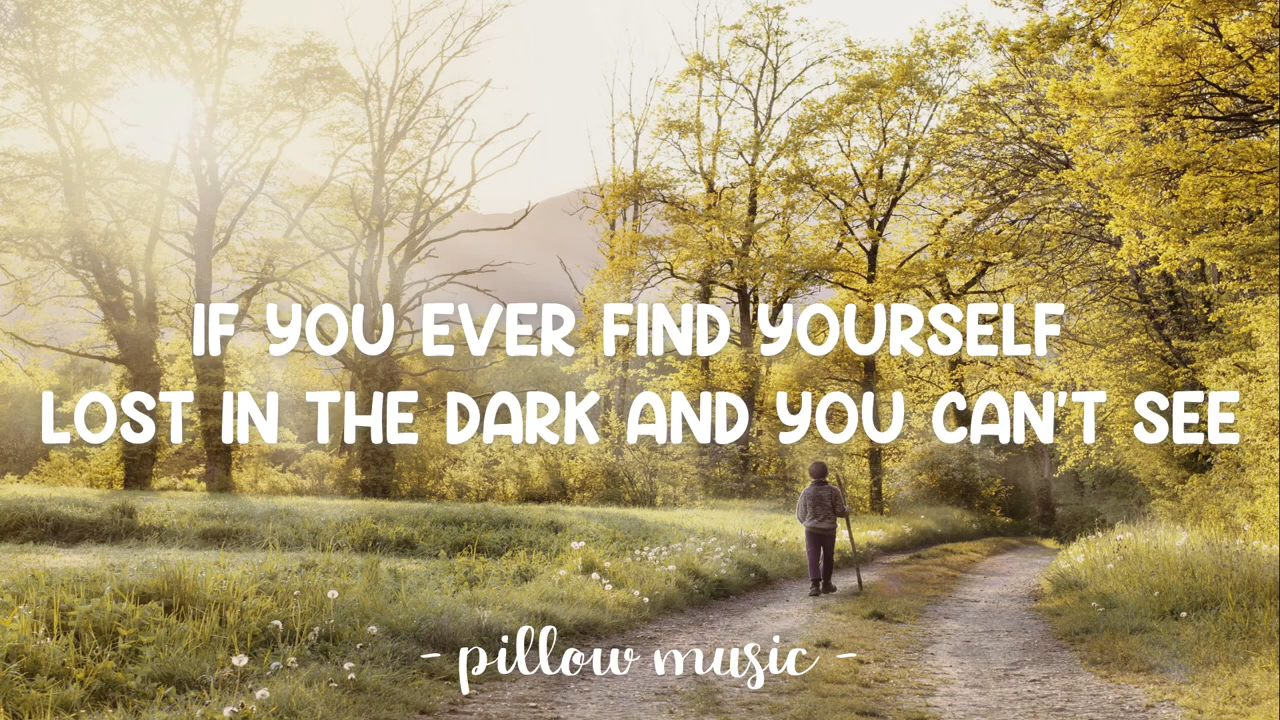 IF YOU EVER FIND YOURSELF
LOST IN THE DARK AND YOU CAN'T SEE
- pillow music -